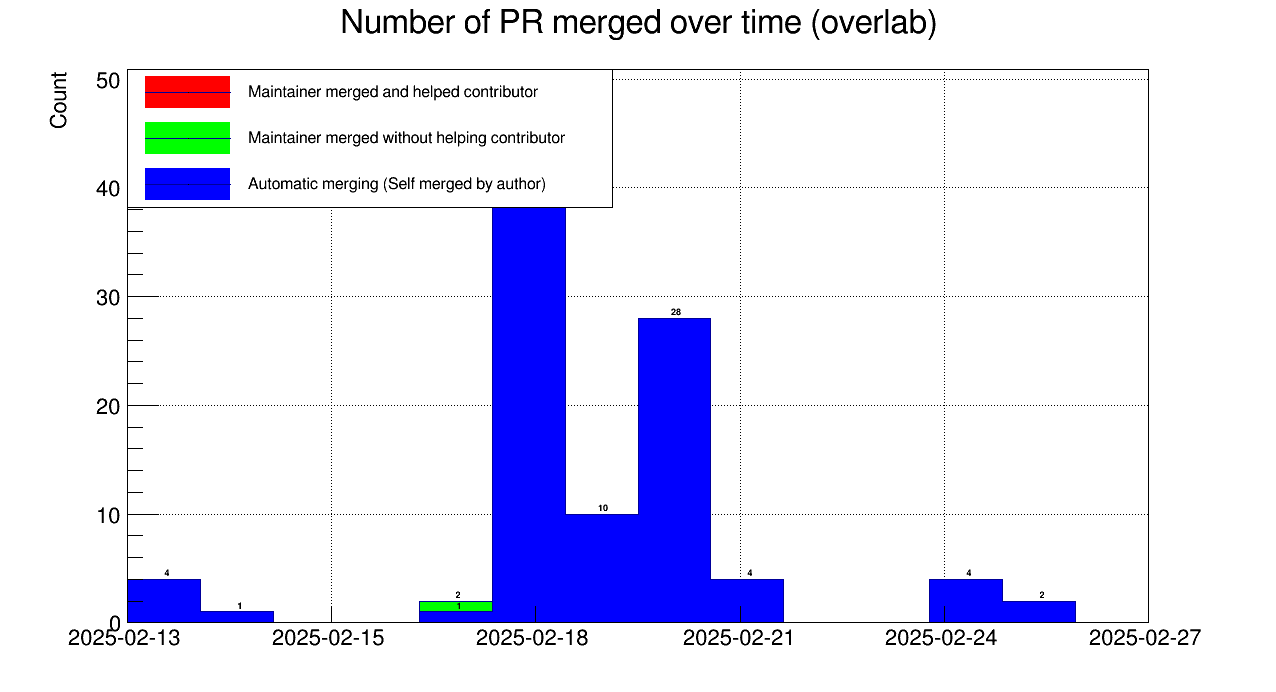 Number of PR merged over time (overlab)
Count
Maintainer merged and helped contributor
Maintainer merged without helping contributor
Automatic merging (Self merged by author)
50
40
30
20
10
0
4
1
2
1
10
28
4
4
2
2025-02-13 2025-02-15 2025-02-18 2025-02-21 2025-02-24 2025-02-27